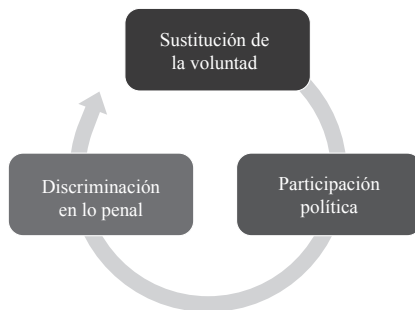 Sustitución de
la voluntad
Participación
política
Discriminación
en lo penal